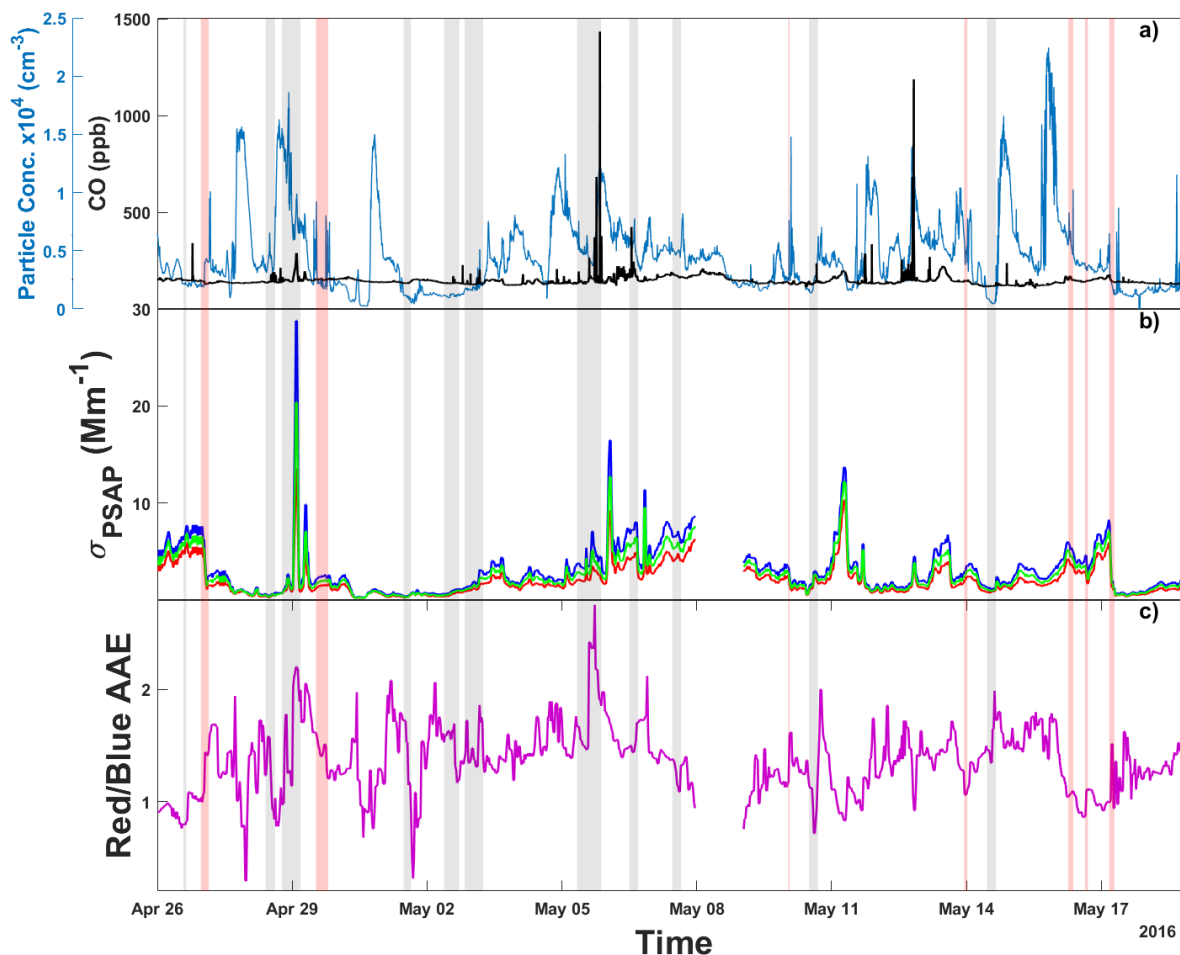 a)
Particle Conc. x10⁴ (cm⁻³)
2.5
2
1.5
1
0.5
0
CO (ppb)
1500
1000
500
b)
σPSAP (Mm⁻¹)
30
20
10
c)
Red/Blue AAE
2
1
Apr 26 Apr 29 May 02 May 05 May 08 May 11 May 14 May 17
2016
Time